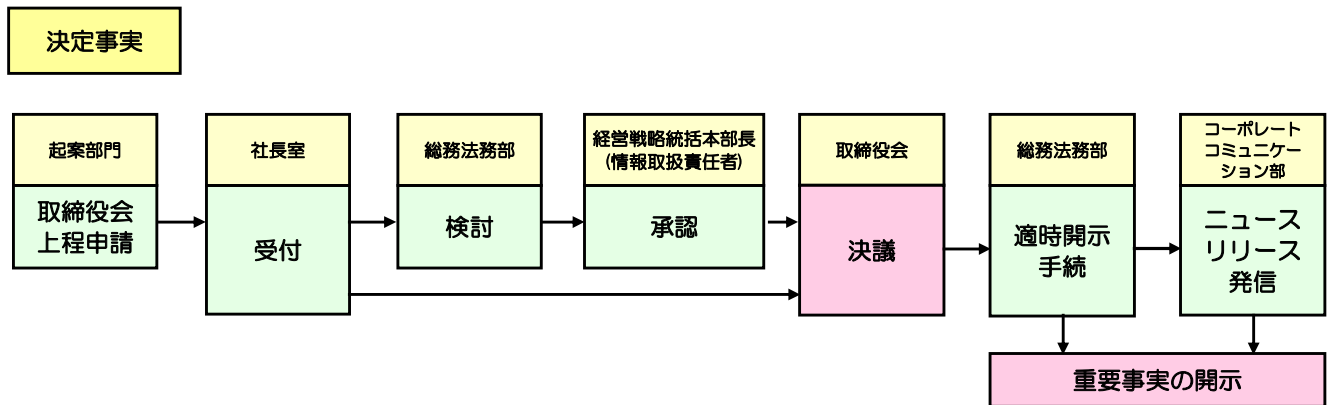 決定事実
起案部門
取締役会
上程申請
社長室
受付
総務法務部
検討
経営戦略統括本部長
(情報取扱責任者)
承認
取締役会
決議
総務法務部
適時開示
手続
コーポレート
コミュニケー
ション部
ニュース
リリース
発信
重要事実の開示